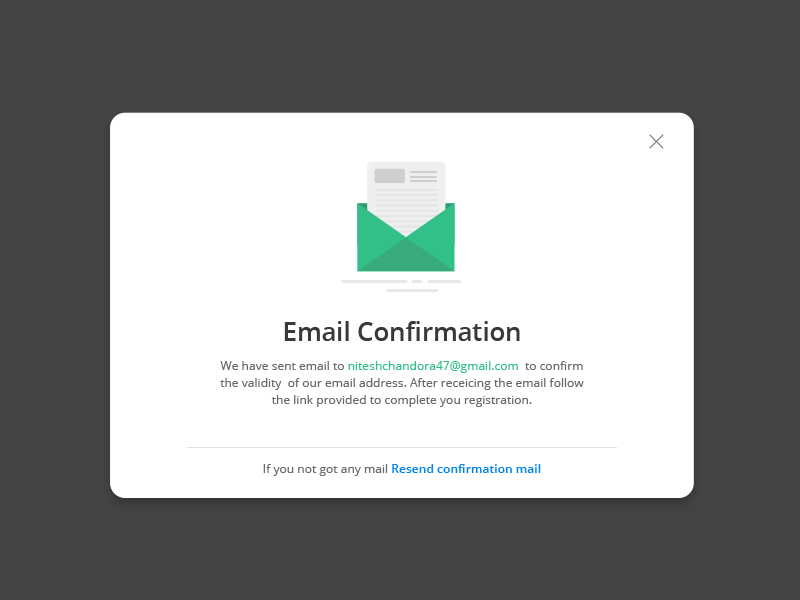 Email Confirmation
We have sent email to niteshchandora47@gmail.com to confirm
the validity of our email address. After receicing the email follow
the link provided to complete you registration.
If you not got any mail Resend confirmation mail